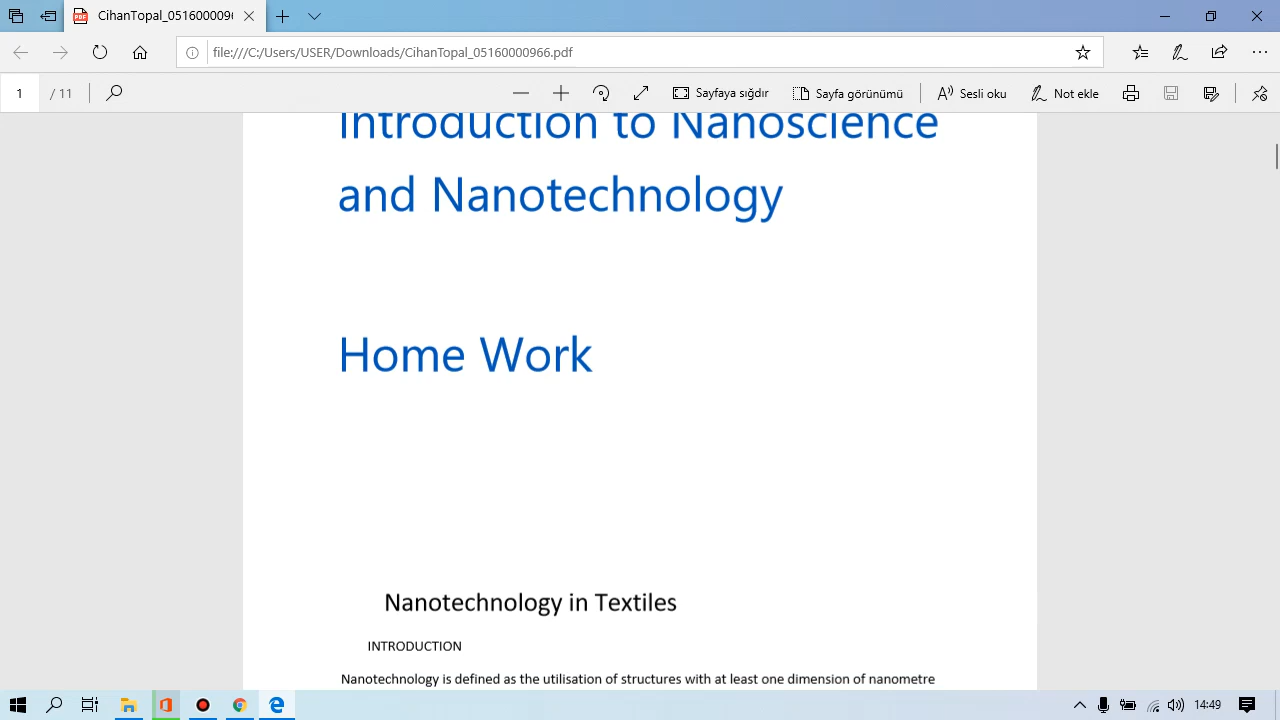 CihanTopal_0516000096
file:///C:/Users/USER/Downloads/CihanTopal_05160000966.pdf
1 / 11 Sayfaya sığdır Sayfa görünümü Sesli oku Not ekle
Introduction to Nanoscience
and Nanotechnology
Home Work
Nanotechnology in Textiles
INTRODUCTION
Nanotechnology is defined as the utilisation of structures with at least one dimension of nanometre
14:49